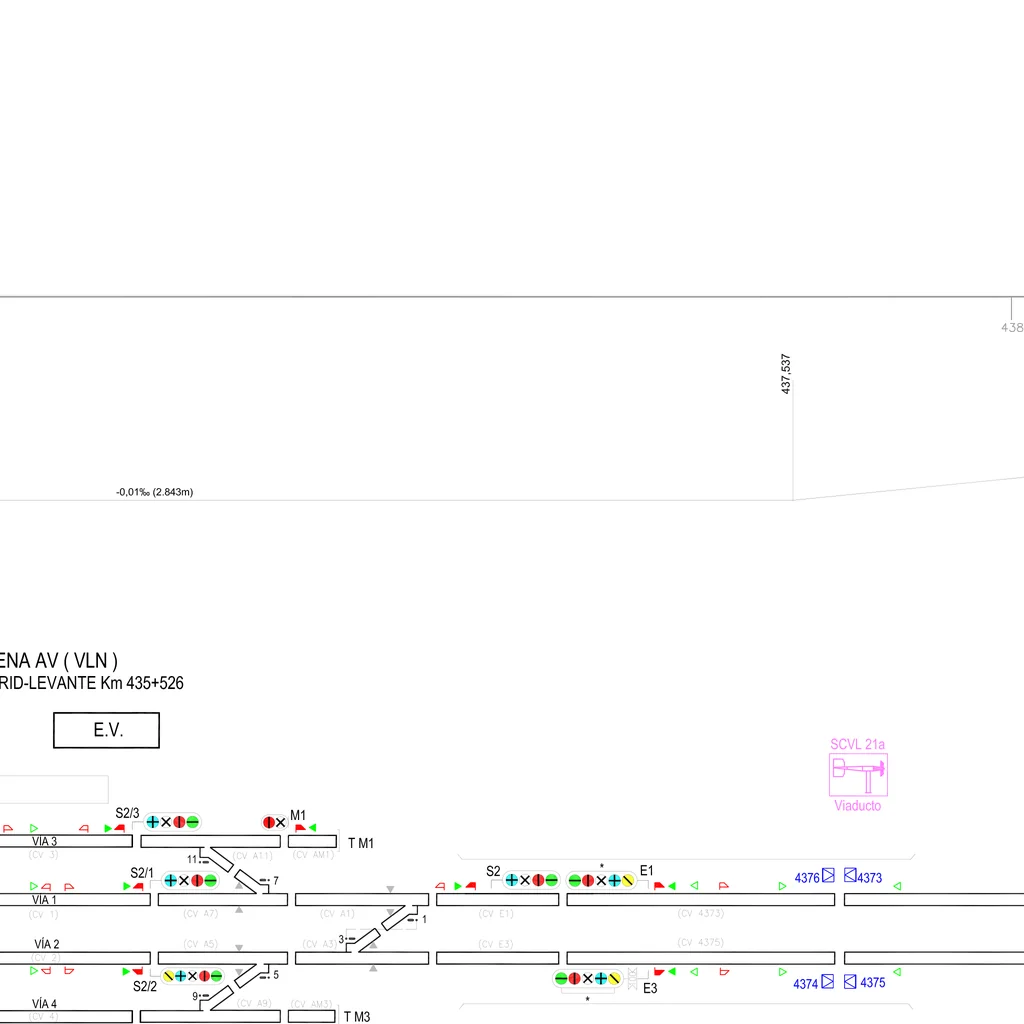 438
437,537
-0,01‰ (2.843m)
ENA AV ( VLN )
RID-LEVANTE Km 435+526
E.V.
SCVL 21a
Viaducto
S2/3
M1
VÍA 3
T M1
(CV 3)
11
(CV A11)
(CV AM1)
S2/1
7
S2
*
E1
4376
4373
VÍA 1
(CV 1)
(CV A7)
(CV A1)
1
(CV E1)
(CV 4373)
VÍA 2
(CV 2)
(CV A5)
(CV A3)
3
(CV E3)
(CV 4375)
S2/2
5
E3
4374
4375
*
VÍA 4
9
(CV 4)
(CV A9)
(CV AM3)
T M3